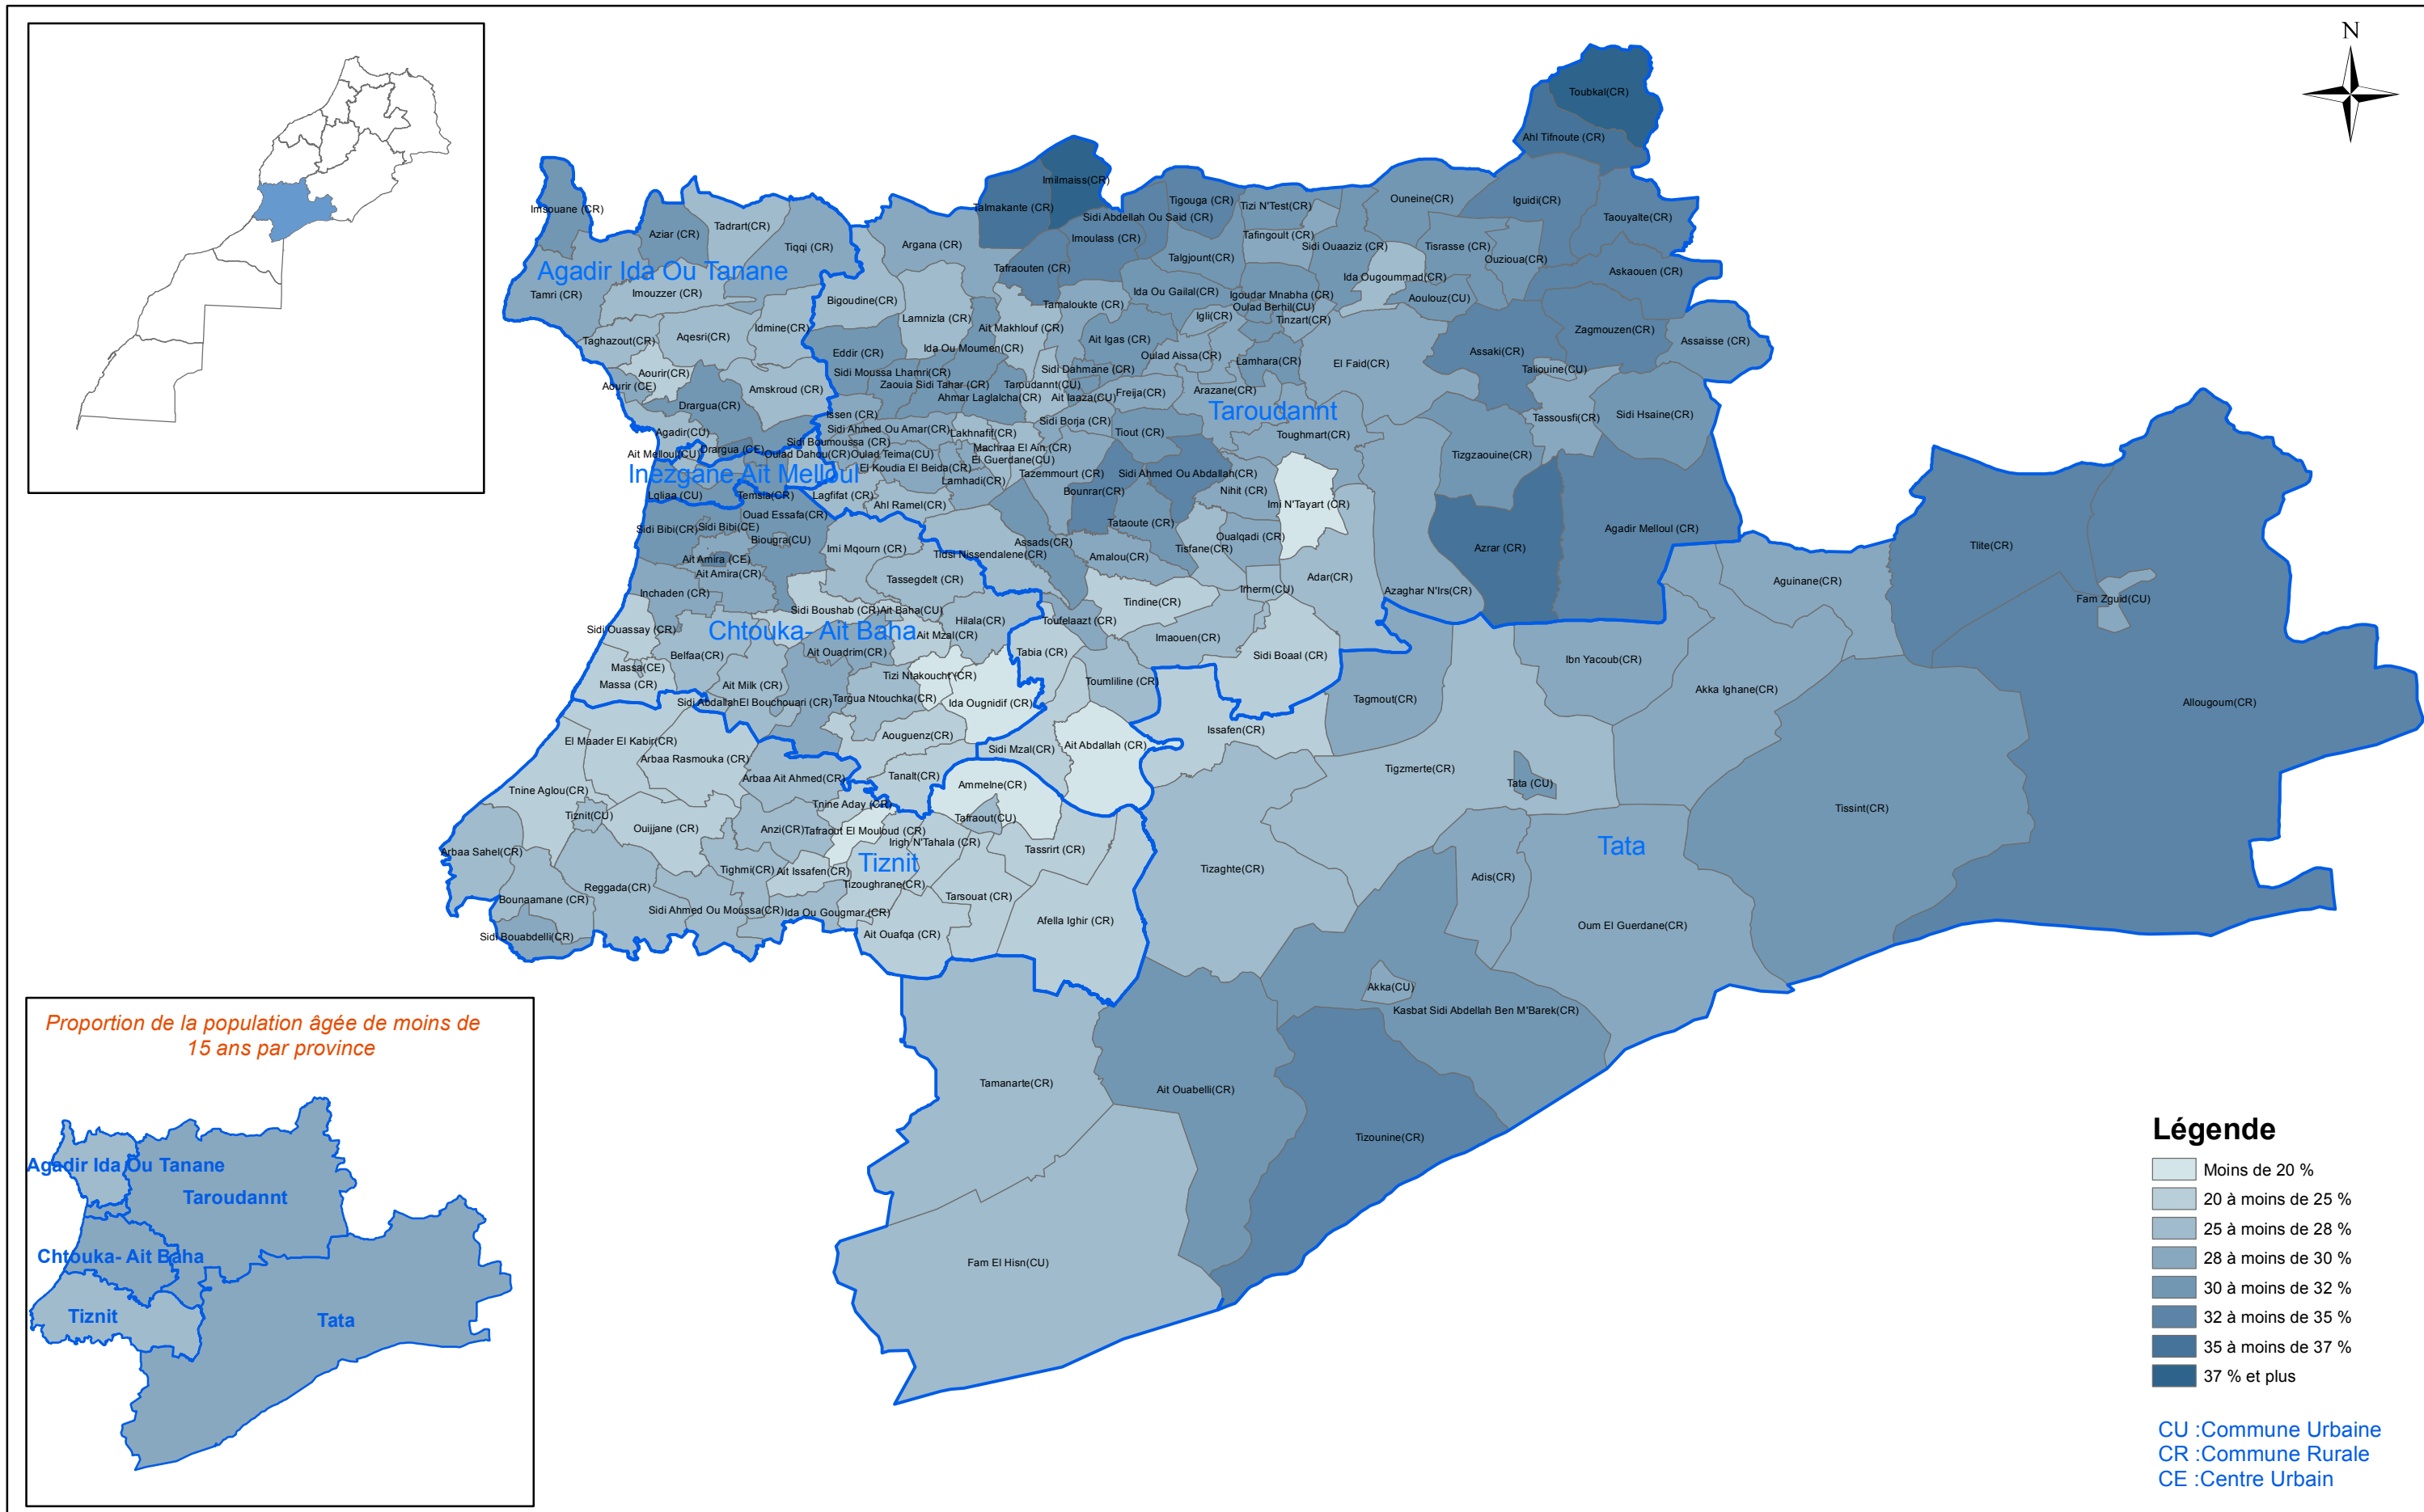 N
Toubkal(CR)
Ahl Tifnoute (CR)
Imilmaiss(CR)
Talmakante (CR)
Sidi Abdellah Ou Said (CR)
Tigouga (CR)
Tizi N'Test(CR)
Ouneine(CR)
Iguidi(CR)
Taouyalte(CR)
Imsouane (CR)
Aziar (CR)
Tadrart(CR)
Tiqqi (CR)
Argana (CR)
Imoulass (CR)
Tafingoult (CR)
Sidi Ouaaziz (CR)
Tisrasse (CR)
Ouzioua(CR)
Talgjount(CR)
Tafraouten (CR)
Askaouen (CR)
Agadir Ida Ou Tanane
Ida Ougoummad(CR)
Tamri (CR)
Imouzzer (CR)
Bigoudine(CR)
Tamaloukte (CR)
Ida Ou Gailal(CR)
Igoudar Mnabha (CR)
Oulad Berhil(CU)
Aoulouz(CU)
Lamnizla (CR)
Ait Makhlouf (CR)
Igli(CR)
Tinzart(CR)
Idmine(CR)
Aqesri(CR)
Taghazout(CR)
Zagmouzen(CR)
Assaisse (CR)
Eddir (CR)
Ida Ou Moumen(CR)
Ait Igas (CR)
Oulad Aissa(CR)
Lamhara(CR)
El Faid(CR)
Assaki(CR)
Taliouine(CU)
Aourir(CR)
Aourir (CE)
Amskroud (CR)
Sidi Moussa Lhamri(CR)
Zaouia Sidi Tahar (CR)
Sidi Dahmane (CR)
Taroudannt(CU)
Ahmar Laglalcha(CR)
Ait Iaaza(CU)
Freija(CR)
Arazane(CR)
Drargua(CR)
Issen (CR)
Taroudannt
Tassousfi(CR)
Sidi Hsaine(CR)
Agadir(CU)
Sidi Ahmed Ou Amar(CR)
Lakhnafif(CR)
Sidi Borja (CR)
Tiout (CR)
Toughmart(CR)
Sidi Boumoussa (CR)
Drargua (CE)
Ait Melloul(CU)
Oulad Dahou(CR)
Oulad Teima(CU)
Machraa El Ain(CR)
El Guerdane(CU)
Tizgzaouine(CR)
Inezgane Ait Melloul
El Koudia El Beida(CR)
Lamhadi(CR)
Tazemmourt (CR)
Sidi Ahmed Ou Abdallah(CR)
Lqliaa (CU)
Temsia(CR)
Lagfifat (CR)
Ahl Ramel(CR)
Bounrar(CR)
Nihit (CR)
Imi N'Tayart (CR)
Ouad Essafa(CR)
Sidi Bibi(CR)
Sidi Bibi(CE)
Biougra(CU)
Imi Mqourn (CR)
Tataoute (CR)
Assads(CR)
Tidsi Nissendalene(CR)
Tisfane(CR)
Oualqadi (CR)
Amalou(CR)
Azrar (CR)
Agadir Melloul (CR)
Tlite(CR)
Ait Amira (CE)
Ait Amira(CR)
Tassegdelt (CR)
Irherm(CU)
Adar(CR)
Azaghar N'Irs(CR)
Aguinane(CR)
Fam Zguid(CU)
Inchaden (CR)
Sidi Boushab (CR)
Ait Baha(CU)
Tindine(CR)
Hilala(CR)
Toufelaazt (CR)
Sidi Ouassay (CR)
Chtouka- Ait Baha
Ait Mzal(CR)
Imaouen(CR)
Belfaa(CR)
Ait Ouadrim(CR)
Tabia (CR)
Sidi Boaal (CR)
Ibn Yacoub(CR)
Massa(CE)
Massa (CR)
Ait Milk (CR)
Tizi Ntakoucht (CR)
Toumliline (CR)
Akka Ighane(CR)
Sidi Abdallah El Bouchouari (CR)
Targua Ntouchka(CR)
Ida Ougnidif (CR)
Tagmout(CR)
Allougoum(CR)
Issafen(CR)
El Maader El Kabir(CR)
Aouguenz(CR)
Sidi Mzal(CR)
Ait Abdallah (CR)
Arbaa Rasmouka (CR)
Arbaa Ait Ahmed(CR)
Tanalt(CR)
Tigzmerte(CR)
Ammelne(CR)
Tata (CU)
Tnine Aglou(CR)
Tnine Aday (CR)
Tiznit(CU)
Tafraout(CU)
Tissint(CR)
Ouijjane (CR)
Anzi(CR)
Tafraout El Mouloud (CR)
Irigh N'Tahala (CR)
Tassrirt (CR)
Tata
Arbaa Sahel(CR)
Tiznit
Tighmi(CR)
Ait Issafen(CR)
Tizaghte(CR)
Adis(CR)
Reggada(CR)
Tizoughrane(CR)
Tarsouat (CR)
Bounaamane (CR)
Sidi Ahmed Ou Moussa(CR)
Ida Ou Gougmar (CR)
Afella Ighir (CR)
Oum El Guerdane(CR)
Sidi Bouabdelli(CR)
Ait Ouafqa (CR)
Akka(CU)
Kasbat Sidi Abdellah Ben M'Barek(CR)
Tamanarte(CR)
Ait Ouabelli(CR)
Tizounine(CR)
Fam El Hisn(CU)
Proportion de la population âgée de moins de
15 ans par province
Agadir Ida Ou Tanane
Taroudannt
Chtouka- Ait Baha
Tiznit
Tata
Légende
Moins de 20 %
20 à moins de 25 %
25 à moins de 28 %
28 à moins de 30 %
30 à moins de 32 %
32 à moins de 35 %
35 à moins de 37 %
37 % et plus
CU :Commune Urbaine
CR :Commune Rurale
CE :Centre Urbain